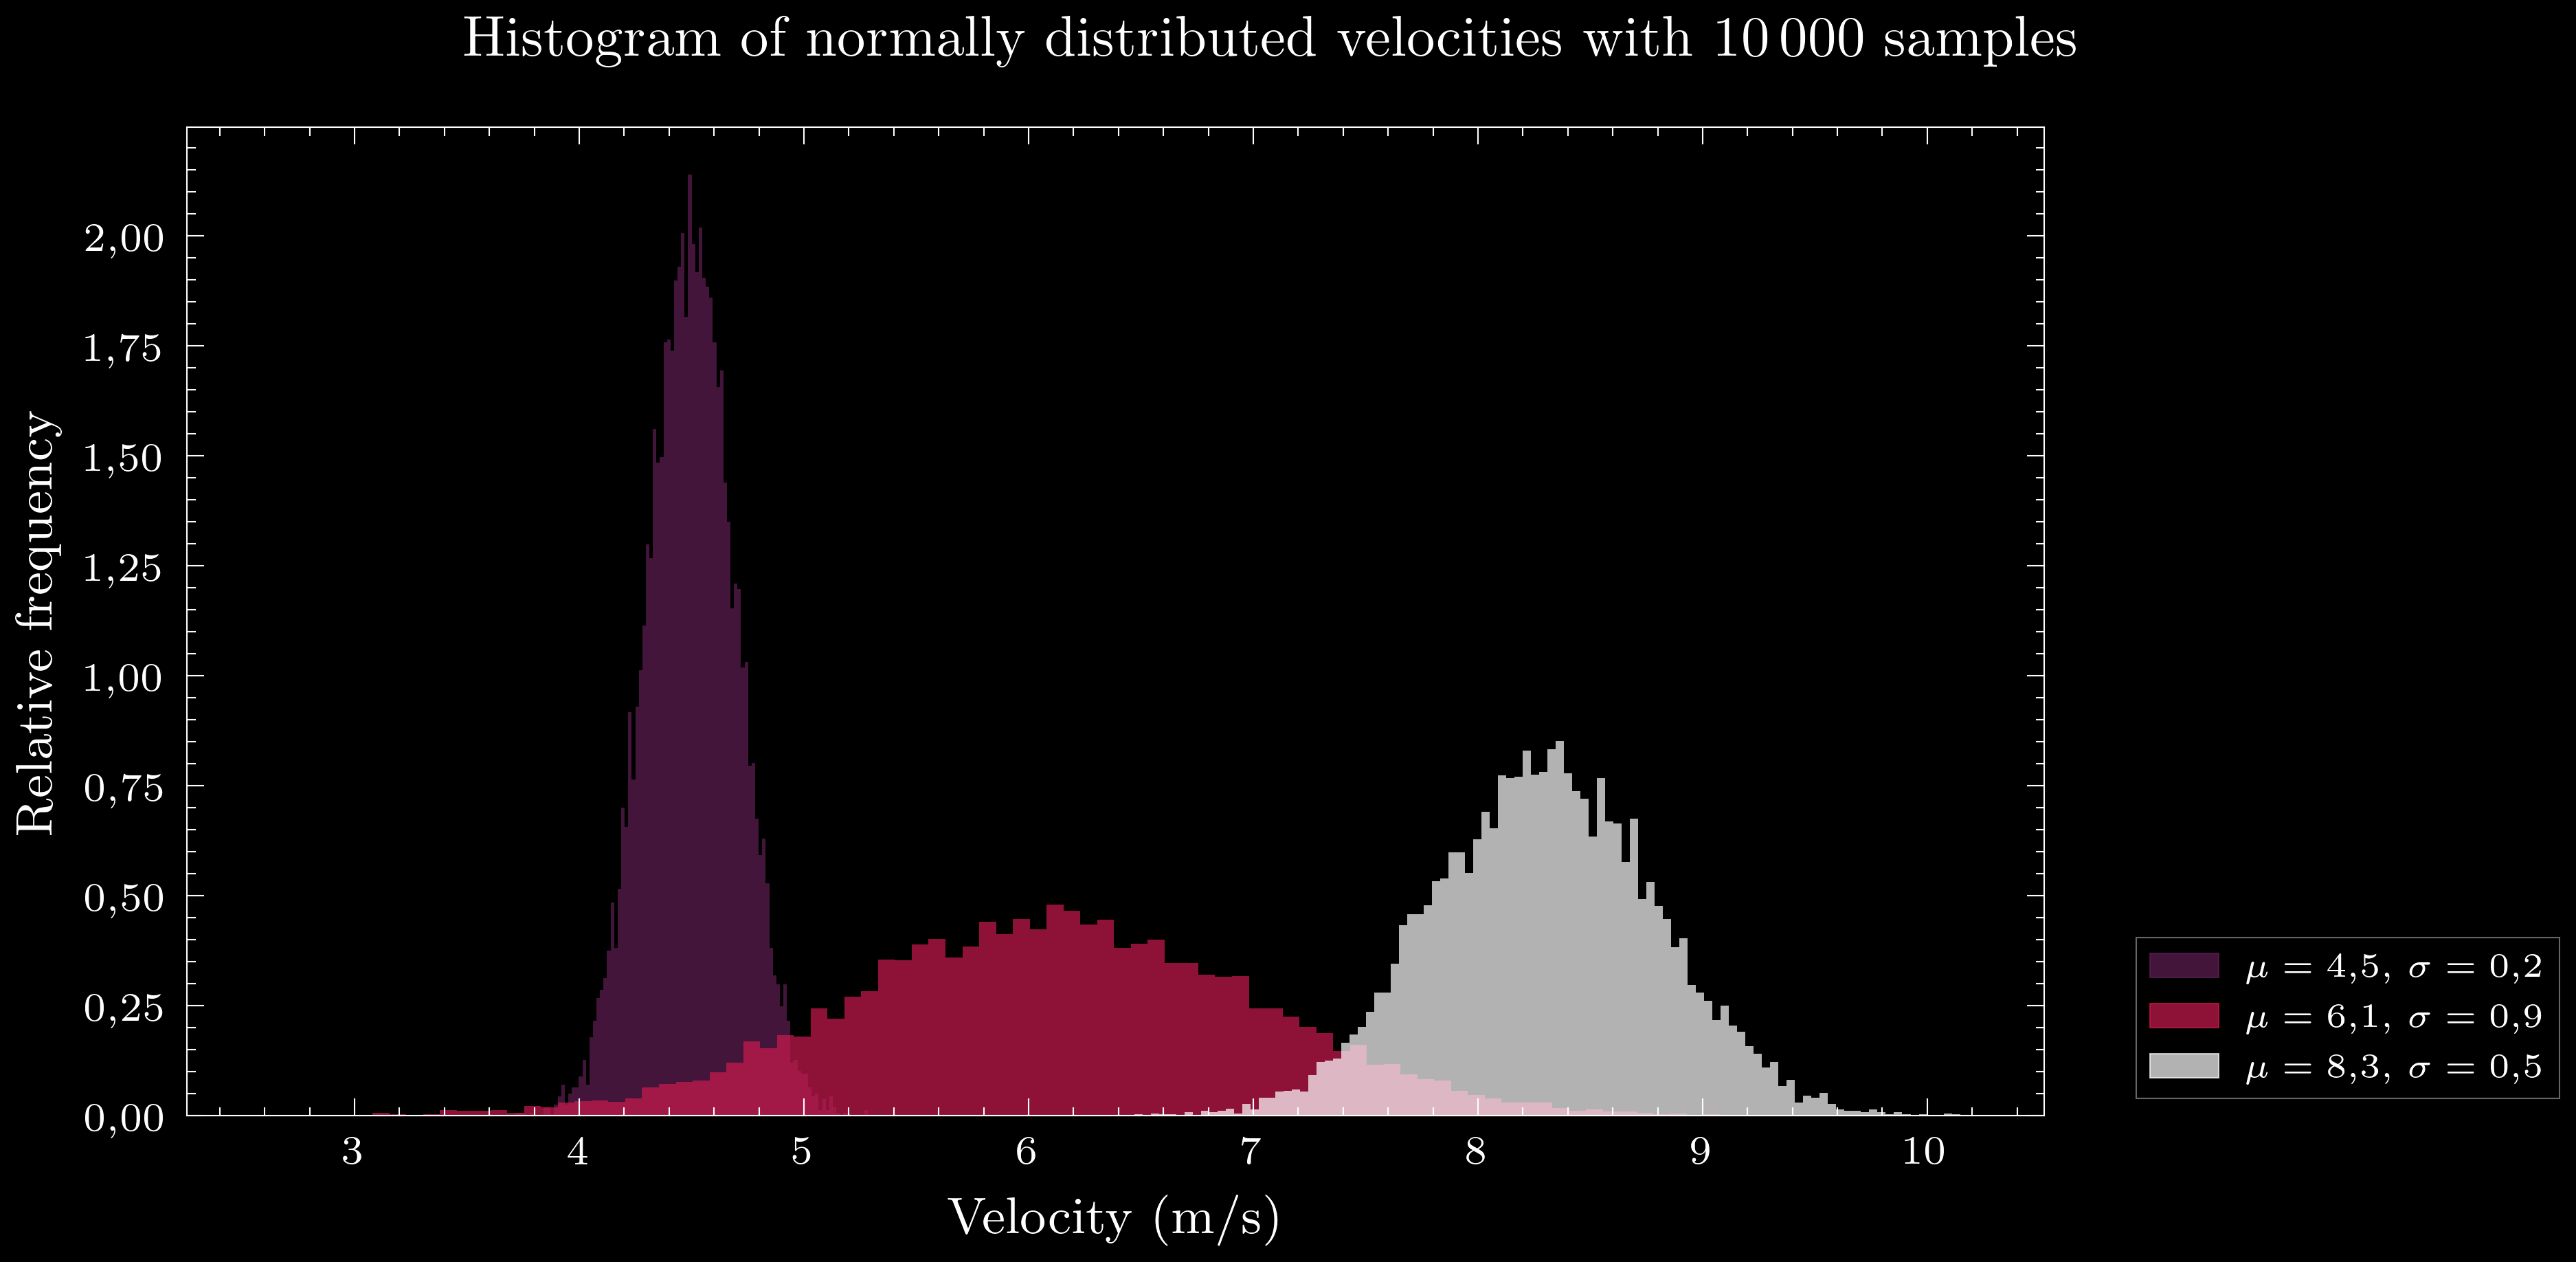 Histogram of normally distributed velocities with 10 000 samples
Relative frequency
2,00
1,75
1,50
1,25
1,00
0,75
0,50
0,25
0,00
3 4 5 6 7 8 9 10
Velocity (m/s)
μ = 4,5, σ = 0,2
μ = 6,1, σ = 0,9
μ = 8,3, σ = 0,5